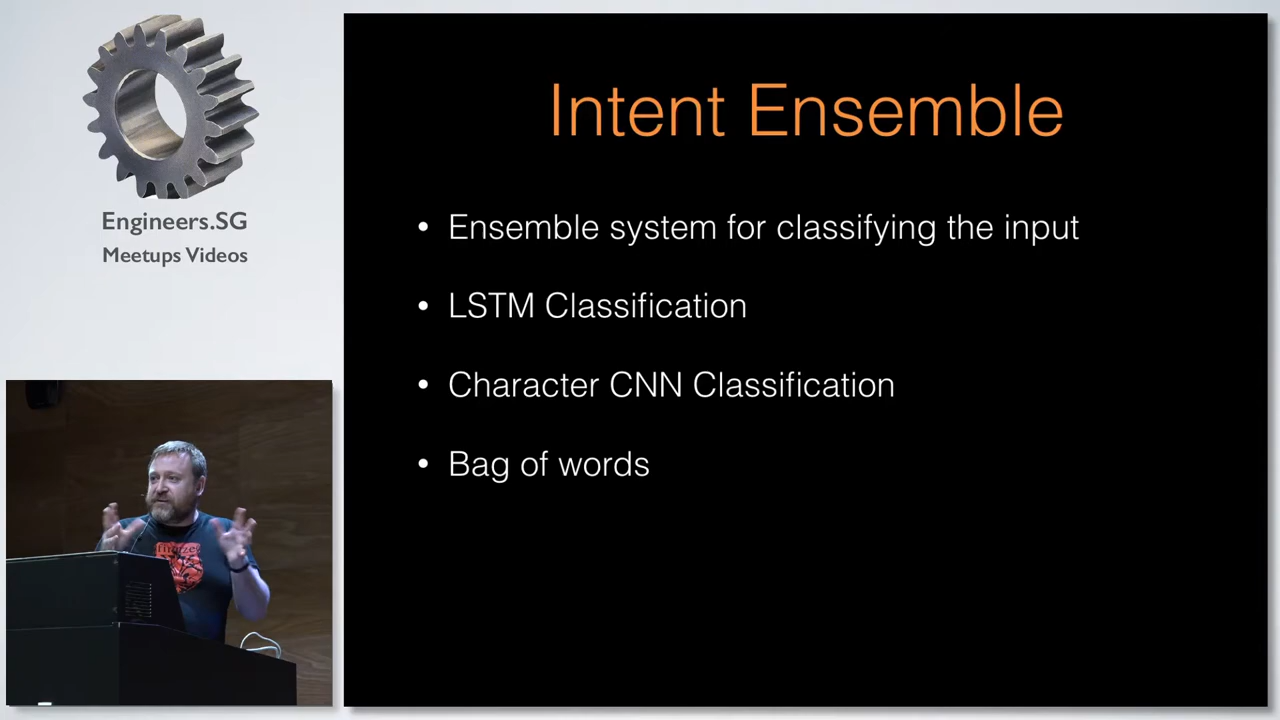 Engineers.SG
Meetups Videos
Intent Ensemble
• Ensemble system for classifying the input
• LSTM Classification
• Character CNN Classification
• Bag of words